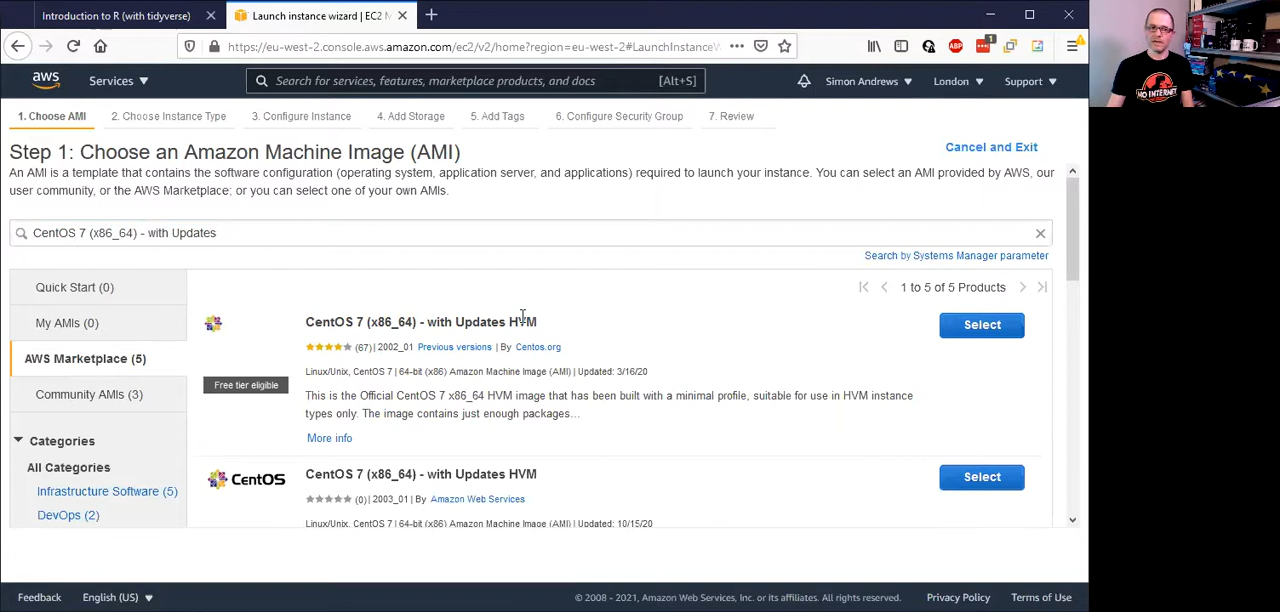 Introduction to R (with tidyverse)
Launch instance wizard | EC2 M
https://eu-west-2.console.aws.amazon.com/ec2/v2/home?region=eu-west-2#LaunchInstanceW
ABP
1
aws
Services
Search for services, features, marketplace products, and docs
[Alt+S]
Simon Andrews
London
Support
NO INTERNET
1. Choose AMI
2. Choose Instance Type
3. Configure Instance
4. Add Storage
5. Add Tags
6. Configure Security Group
7. Review
Step 1: Choose an Amazon Machine Image (AMI)
Cancel and Exit
An AMI is a template that contains the software configuration (operating system, application server, and applications) required to launch your instance. You can select an AMI provided by AWS, our
user community, or the AWS Marketplace; or you can select one of your own AMIs.
CentOS 7 (x86_64) - with Updates
Search by Systems Manager parameter
Quick Start (0)
1 to 5 of 5 Products
My AMIs (0)
AWS Marketplace (5)
Community AMIs (3)
Categories
All Categories
Infrastructure Software (5)
DevOps (2)
CentOS 7 (x86_64) - with Updates HVM
Select
(67) | 2002_01 Previous versions | By Centos.org
Linux/Unix, CentOS 7 | 64-bit (x86) Amazon Machine Image (AMI) | Updated: 3/16/20
Free tier eligible
This is the Official CentOS 7 x86_64 HVM image that has been built with a minimal profile, suitable for use in HVM instance
types only. The image contains just enough packages...
More info
CentOS
CentOS 7 (x86_64) - with Updates HVM
Select
(0) | 2003_01 | By Amazon Web Services
Linux/Unix, CentOS 7 | 64-bit (x86) Amazon Machine Image (AMI) | Updated: 10/15/20
Feedback
English (US)
© 2008 - 2021, Amazon Web Services, Inc. or its affiliates. All rights reserved.
Privacy Policy
Terms of Use